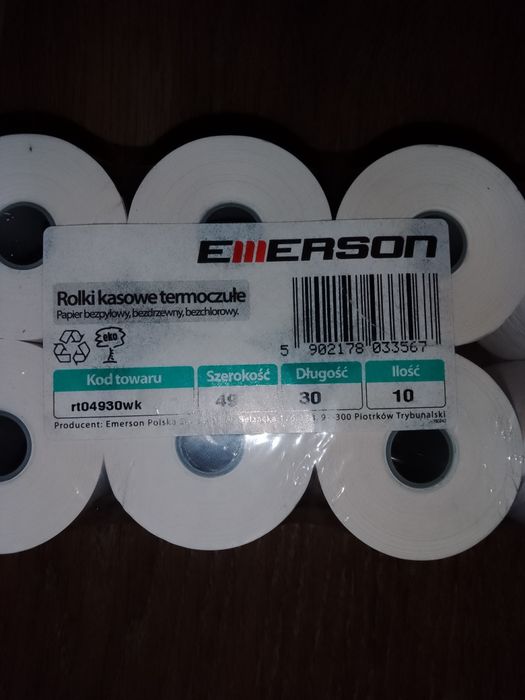 EMERSON
Rolki kasowe termoczułe
Papier bezpyłowy, bezdrzewny, bezchlorowy.
eko
5 902178 033567
Kod towaru Szerokość Długość Ilość
rt04930wk 49 30 10
Producent: Emerson Polska 300 Piotrków Trybunalski